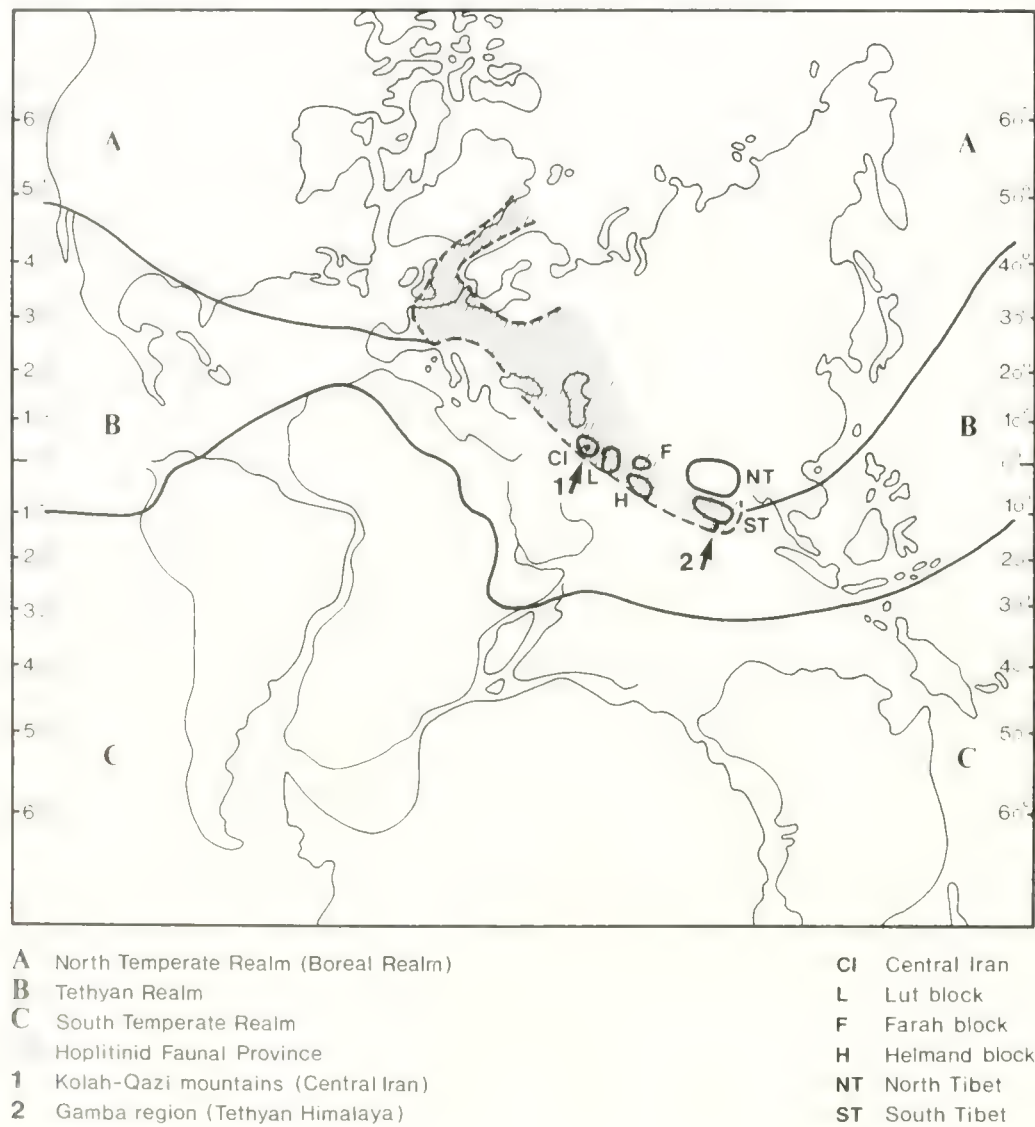 A A
B B
CI
1
L
H
F
NT
ST
2
C C
A North Temperate Realm (Boreal Realm)
B Tethyan Realm
C South Temperate Realm
Hoplitinid Faunal Province
1 Kolah-Qazi mountains (Central Iran)
2 Gamba region (Tethyan Himalaya)
CI Central Iran
L Lut block
F Farah block
H Helmand block
NT North Tibet
ST South Tibet